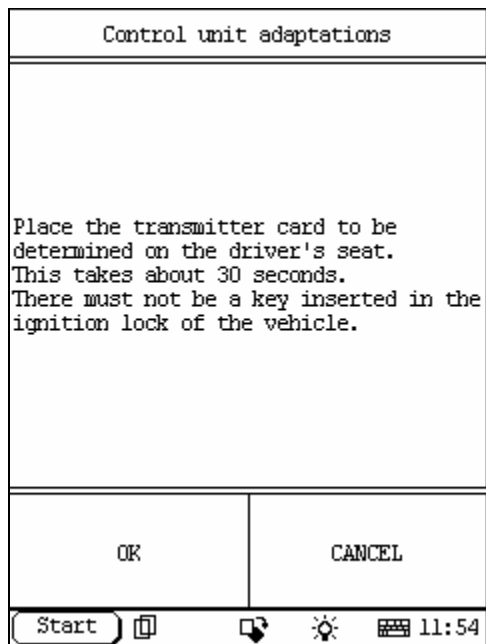 Control unit adaptations
Place the transmitter card to be
determined on the driver's seat.
This takes about 30 seconds.
There must not be a key inserted in the
ignition lock of the vehicle.
OK
CANCEL
Start
11:54